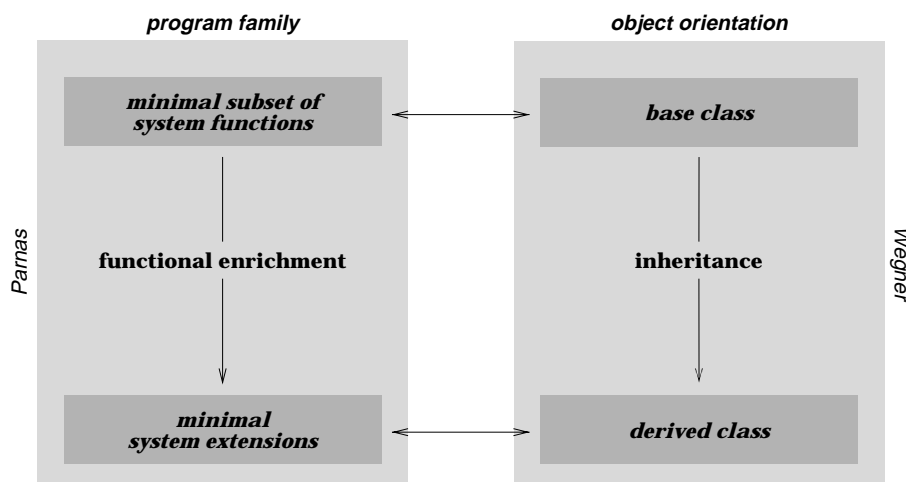 program family
object orientation
minimal subset of
system functions
base class
Parnas
functional enrichment
inheritance
Wegner
minimal
system extensions
derived class